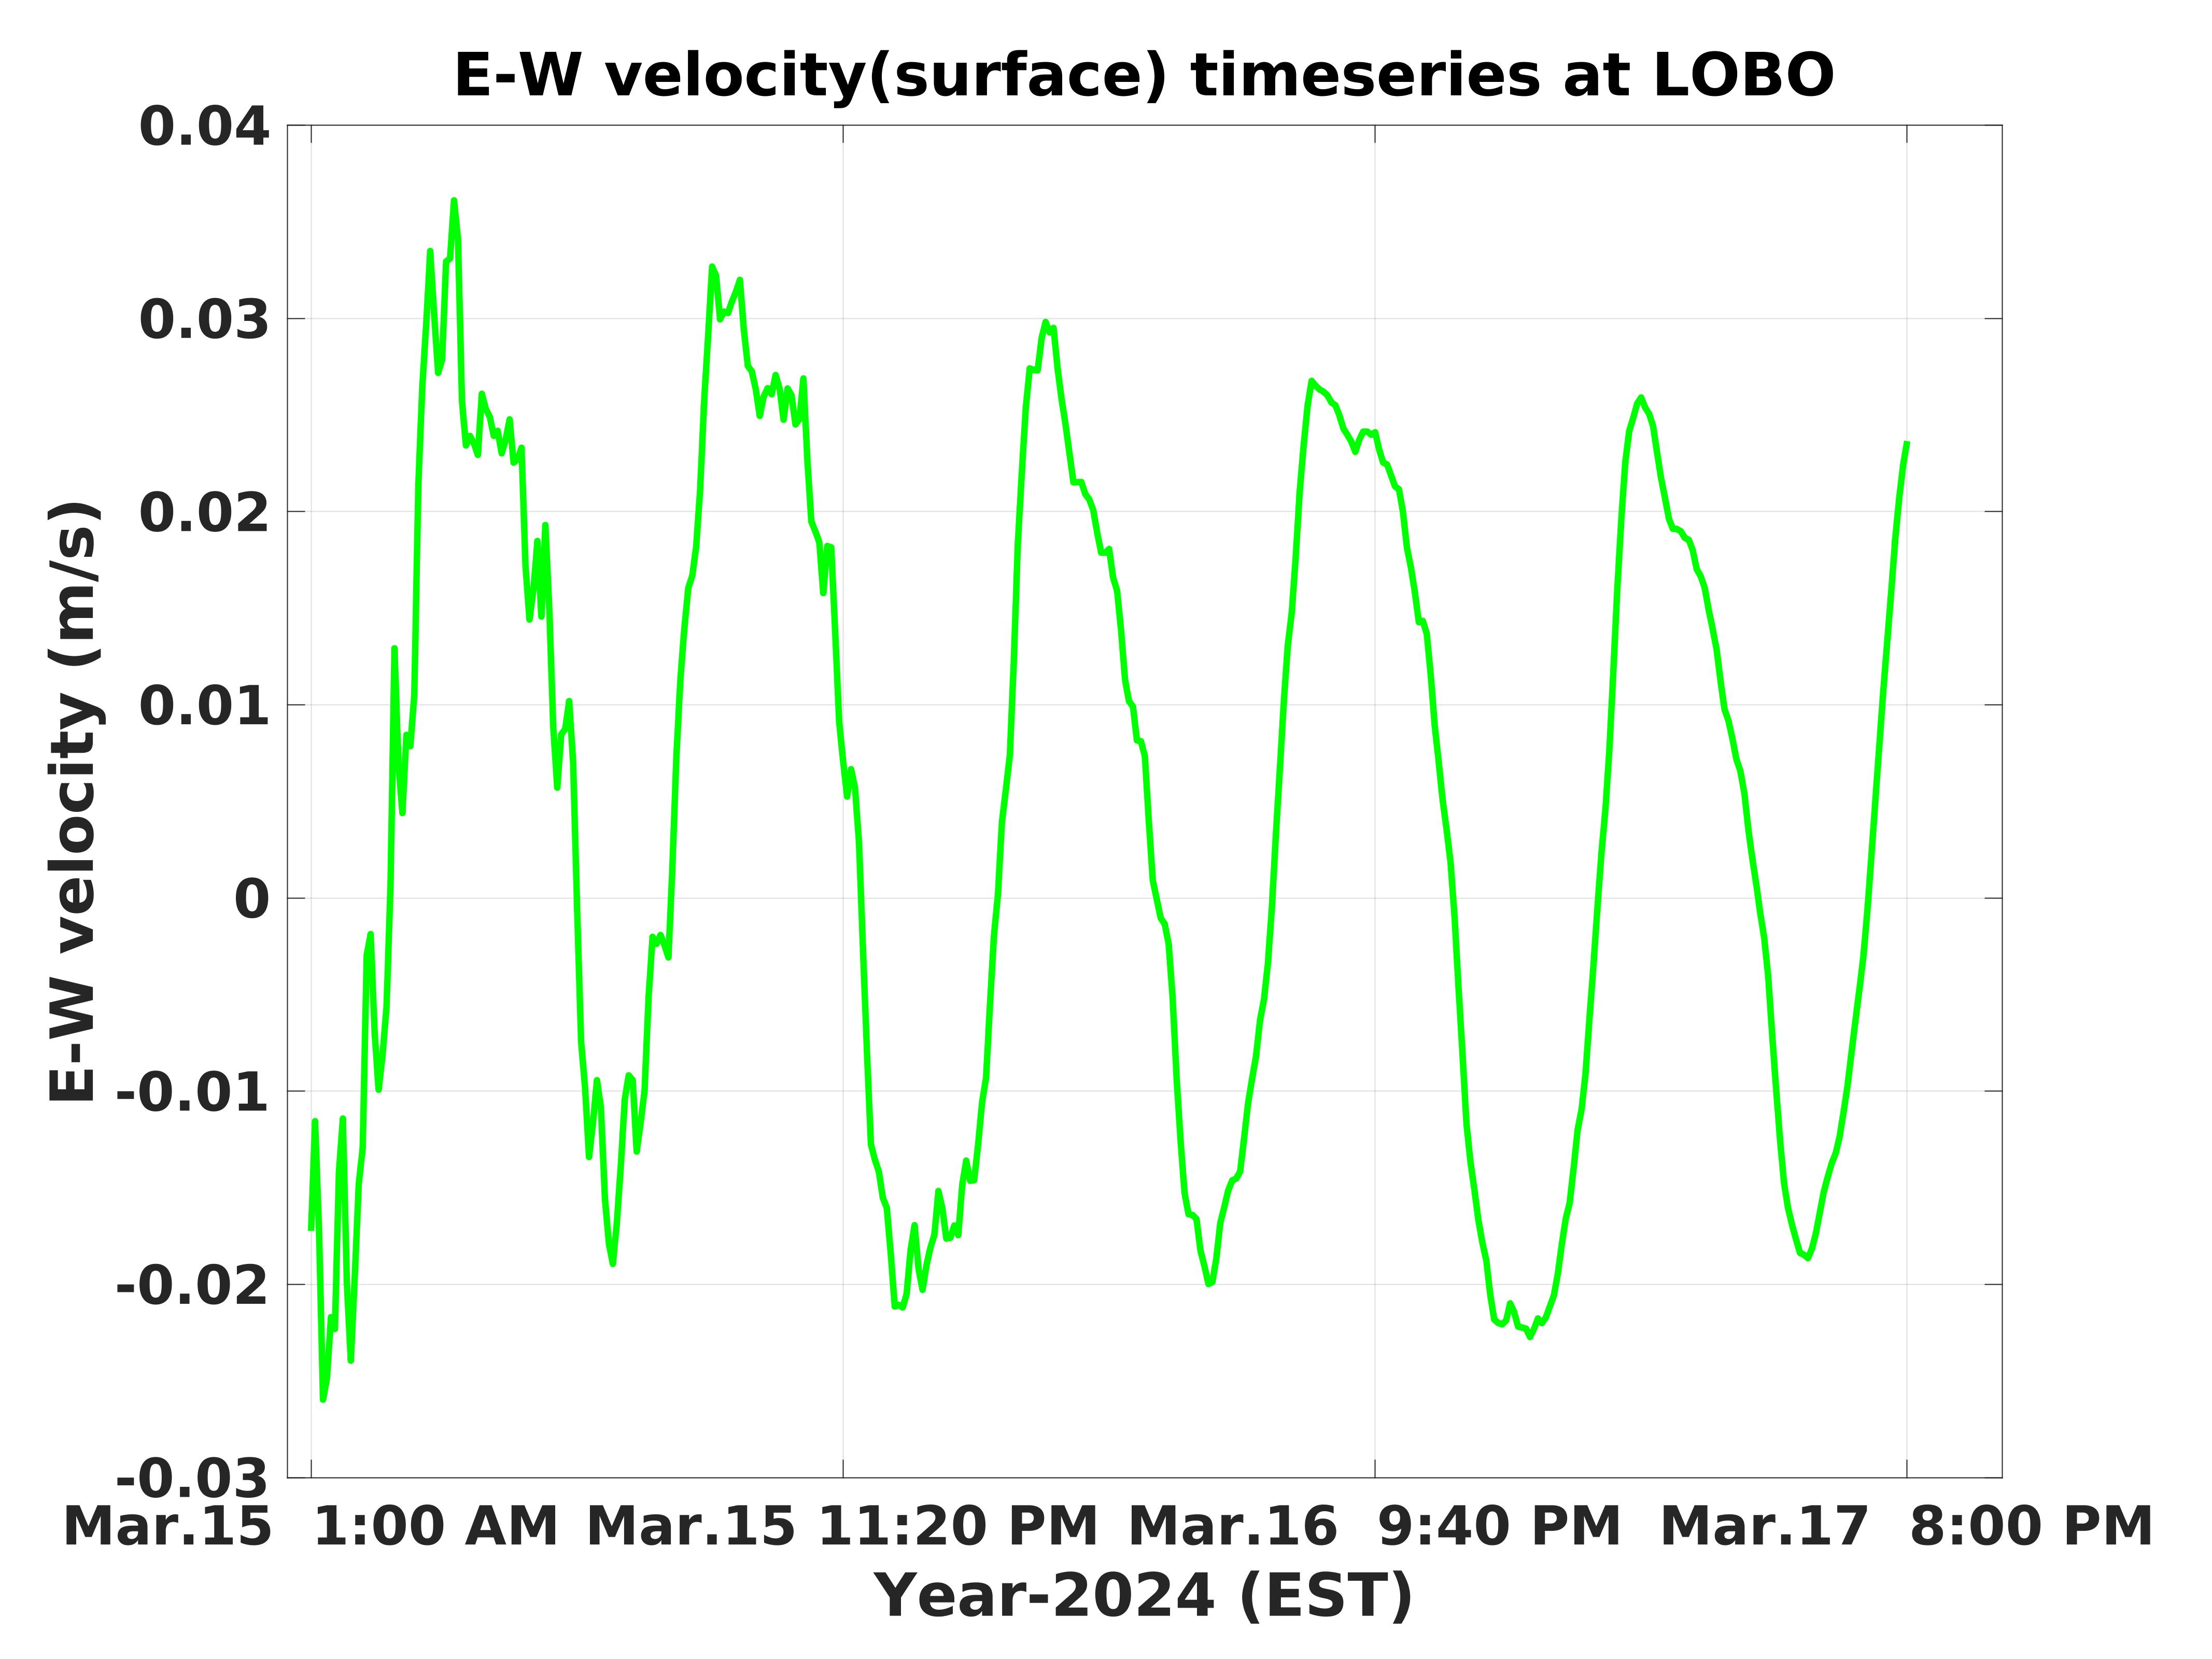 E-W velocity(surface) timeseries at LOBO
0.04
0.03
0.02
0.01
0
-0.01
-0.02
-0.03
E-W velocity (m/s)
Mar.15 1:00 AM Mar.15 11:20 PM Mar.16 9:40 PM Mar.17 8:00 PM
Year-2024 (EST)